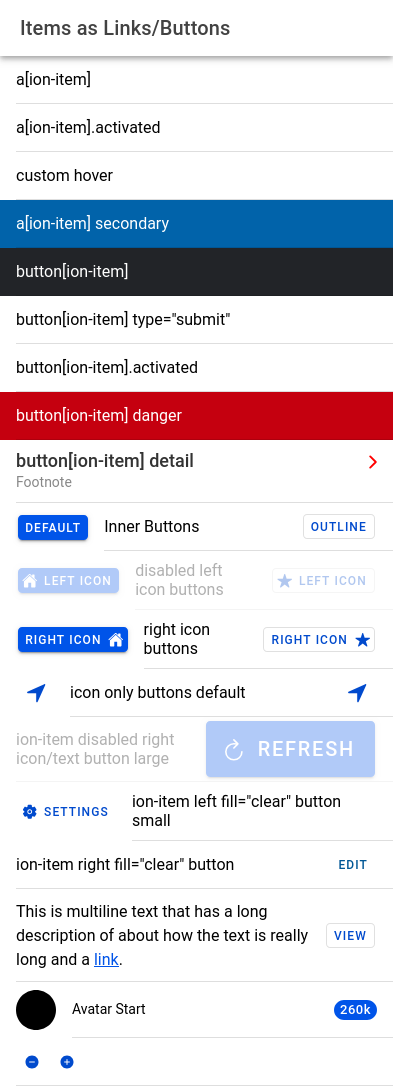 Items as Links/Buttons
a[ion-item]
a[ion-item].activated
custom hover
a[ion-item] secondary
button[ion-item]
button[ion-item] type="submit"
button[ion-item].activated
button[ion-item] danger
button[ion-item] detail
Footnote
DEFAULT Inner Buttons OUTLINE
LEFT ICON disabled left icon buttons LEFT ICON
RIGHT ICON right icon buttons RIGHT ICON
icon only buttons default
ion-item disabled right
icon/text button large
REFRESH
SETTINGS
ion-item left fill="clear" button
small
ion-item right fill="clear" button EDIT
This is multiline text that has a long
description of about how the text is really
long and a link.
VIEW
Avatar Start 260k